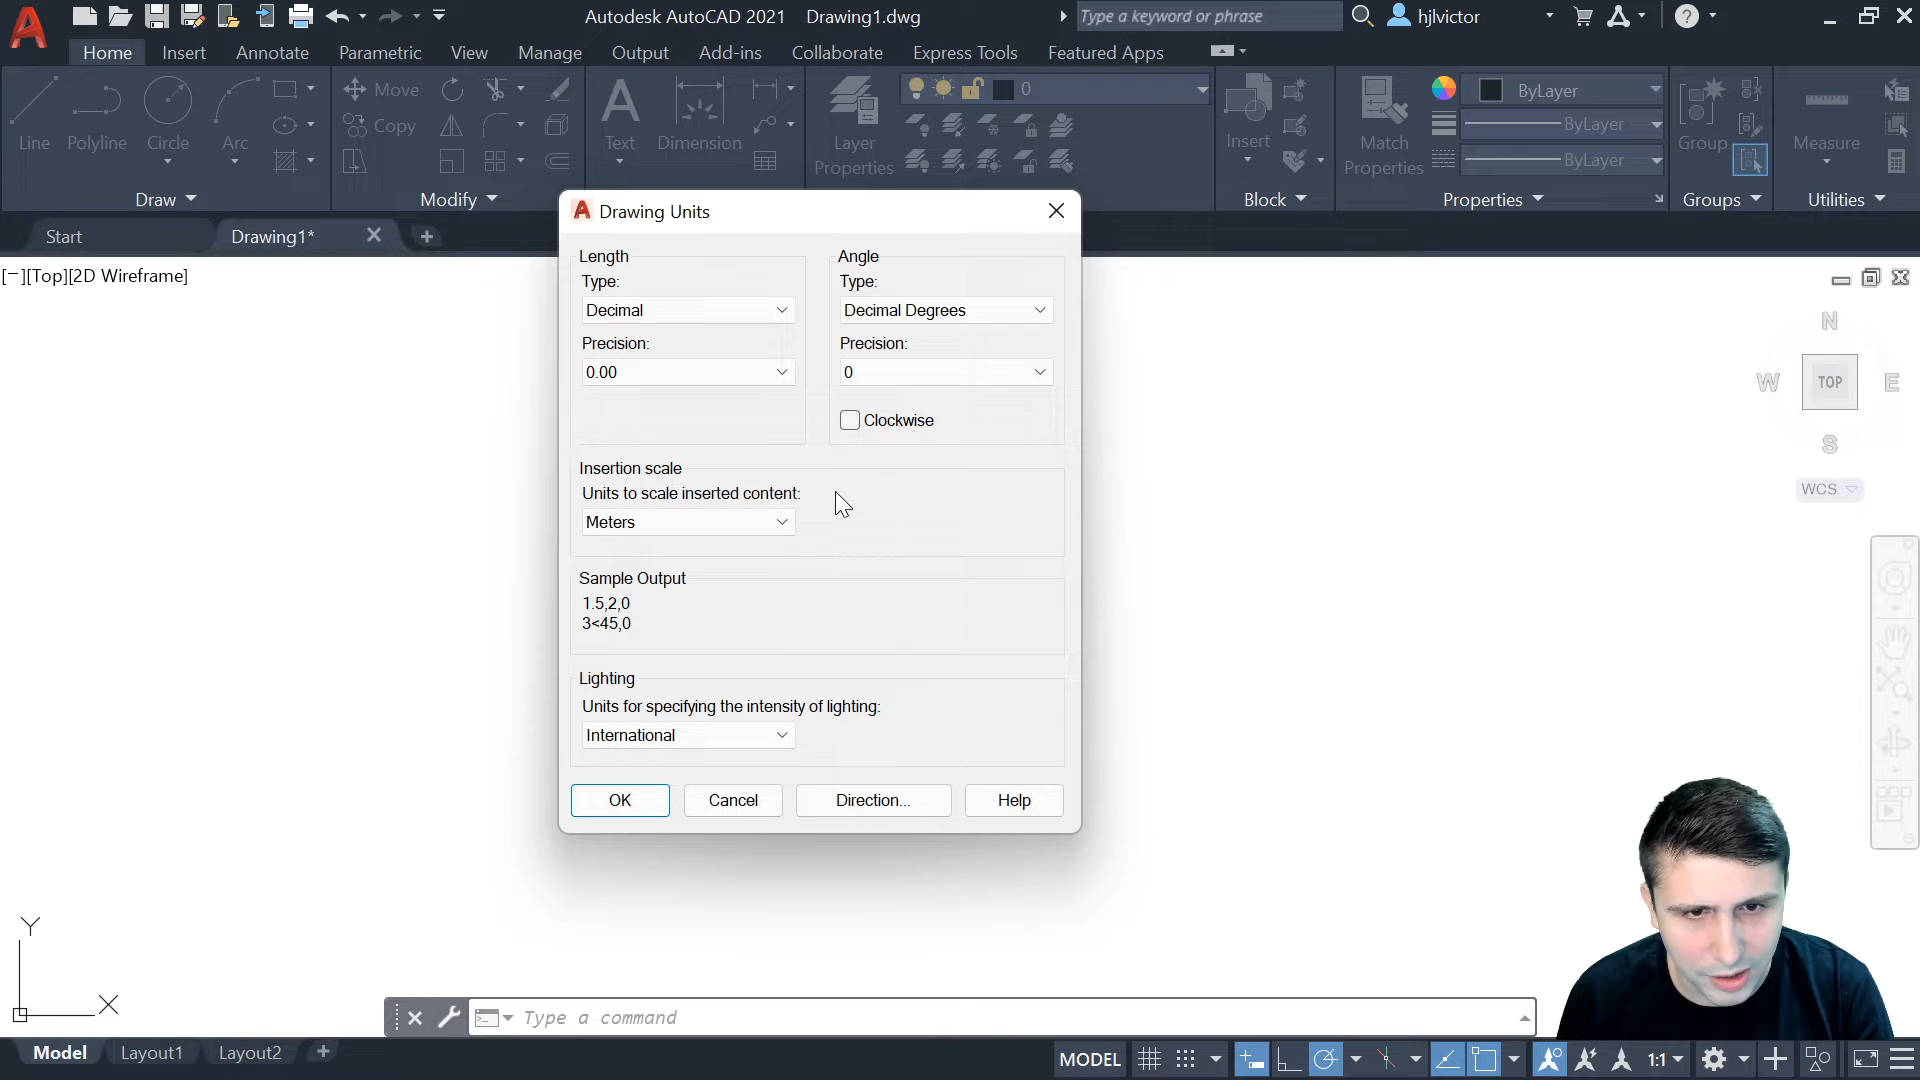 Autodesk AutoCAD 2021 Drawing1.dwg
Type a keyword or phrase
hjlvictor
Home Insert Annotate Parametric View Manage Output Add-ins Collaborate Express Tools Featured Apps
Line Polyline Circle Arc
Move
Copy
Text Dimension
Layer
Properties
0
Insert
Match
Properties
ByLayer
ByLayer
ByLayer
Group
Measure
Draw Modify Block Properties Groups Utilities
Start Drawing1*
[−][Top][2D Wireframe]
Drawing Units
Length
Type:
Decimal
Precision:
0.00
Angle
Type:
Decimal Degrees
Precision:
0
Clockwise
Insertion scale
Units to scale inserted content:
Meters
Sample Output
1.5,2,0
3<45,0
Lighting
Units for specifying the intensity of lighting:
International
OK Cancel Direction... Help
N
W TOP E
S
WCS
Y
X
Type a command
Model Layout1 Layout2
MODEL 1:1